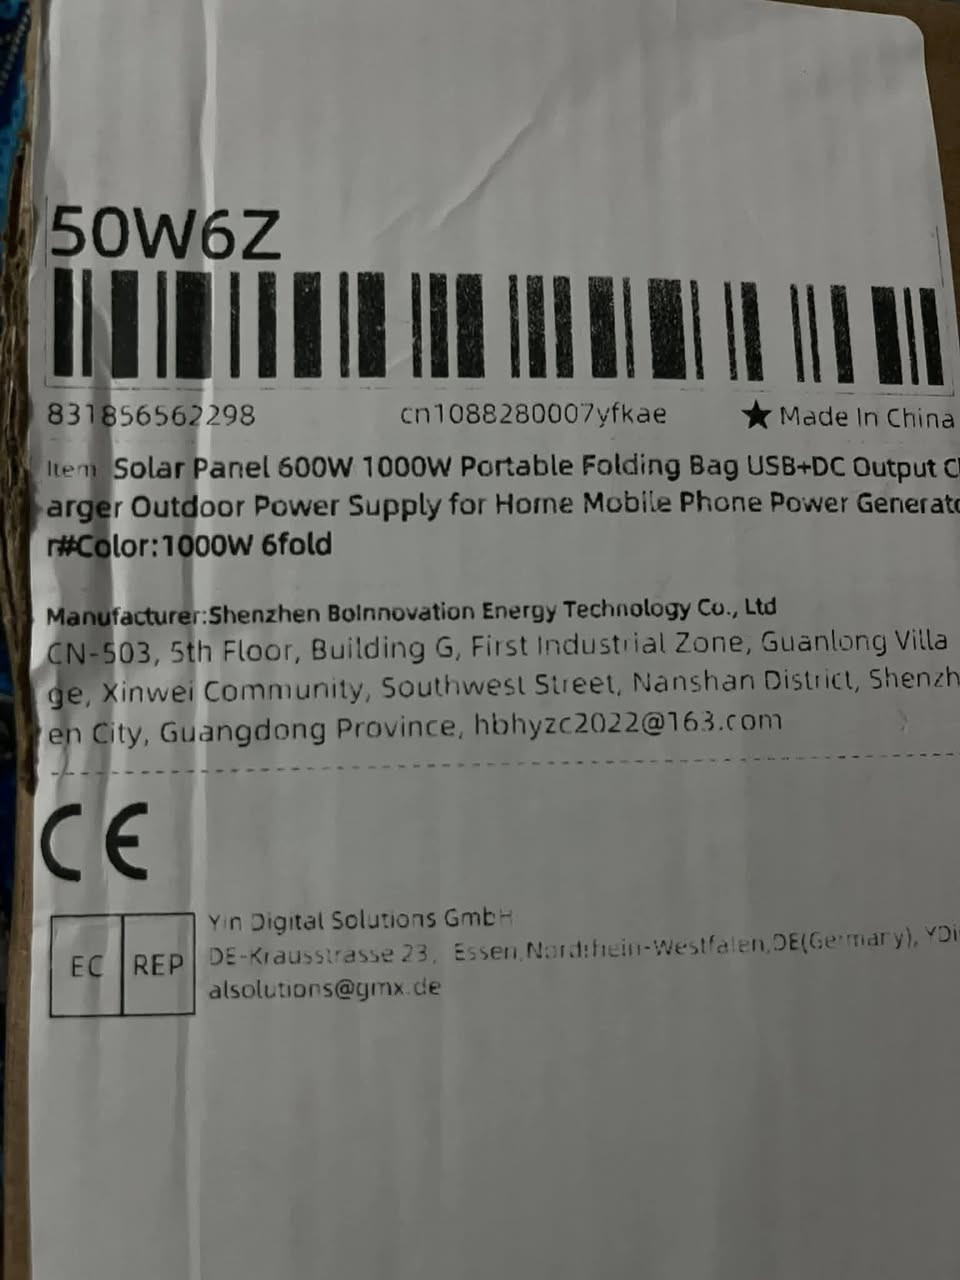 50W6Z
831856562298 cn1088280007yfkae ★ Made In China
Item Solar Panel 600W 1000W Portable Folding Bag USB+DC Output Ch
arger Outdoor Power Supply for Home Mobile Phone Power Generato
r#Color:1000W 6fold
Manufacturer:Shenzhen BoInnovation Energy Technology Co., Ltd
CN-503, 5th Floor, Building G, First Industrial Zone, Guanlong Villa
ge, Xinwei Community, Southwest Street, Nanshan District, Shenzh
en City, Guangdong Province, hbhyzc2022@163.com
CE
EC REP
Yin Digital Solutions GmbH
DE-Krausstrasse 23, Essen,Nordrhein-Westfalen,DE(Germany),
alsolutions@gmx.de